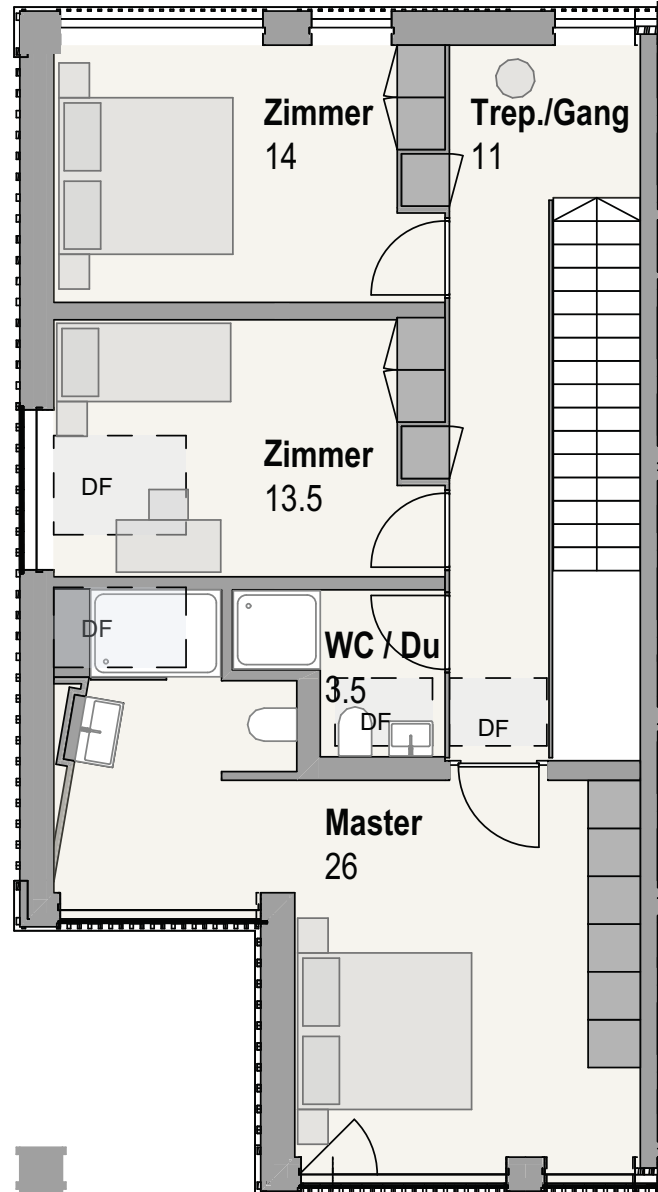 Zimmer
14
Trep./Gang
11
Zimmer
13.5
DF
DF
WC / Du
3.5
DF
DF
Master
26